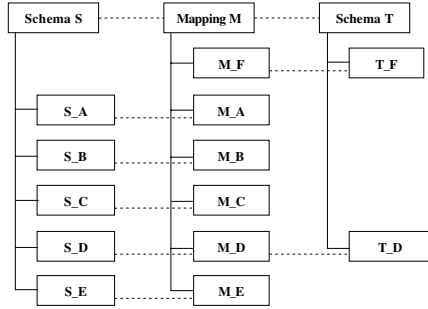 Schema S Mapping M Schema T
M_F T_F
S_A M_A
S_B M_B
S_C M_C
S_D M_D T_D
S_E M_E